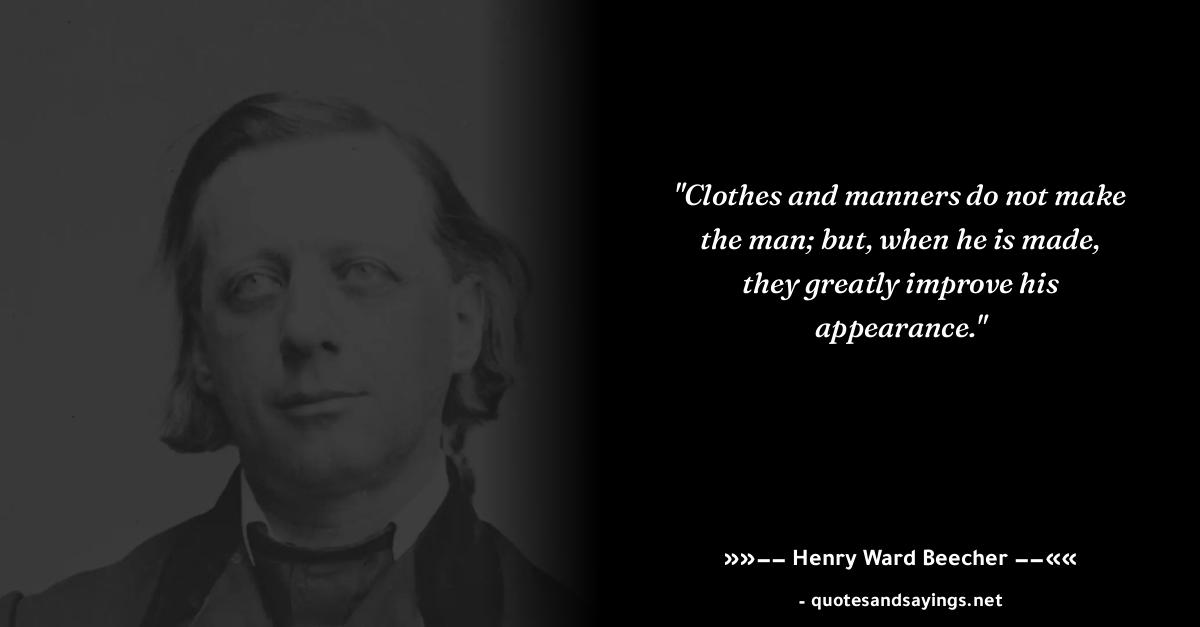 "Clothes and manners do not make
the man; but, when he is made,
they greatly improve his
appearance."
»»−− Henry Ward Beecher −−««
- quotesandsayings.net